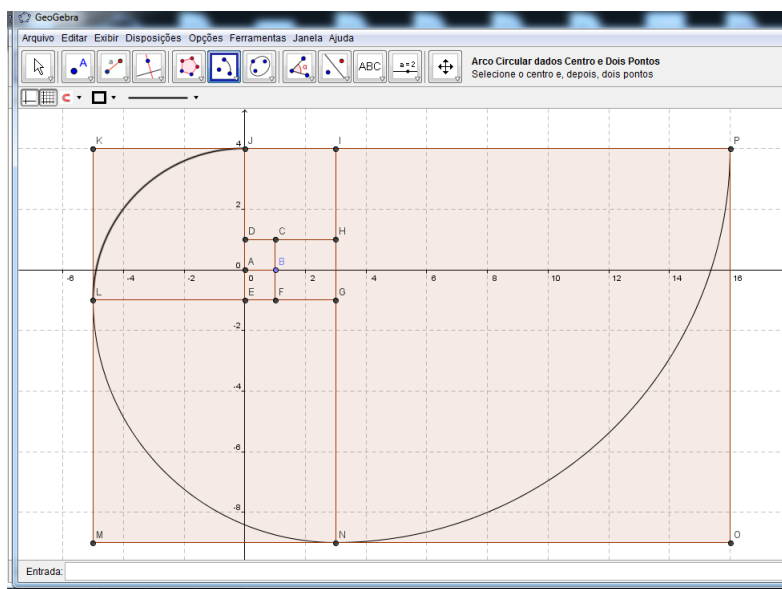 GeoGebra
Arquivo Editar Exibir Disposições Opções Ferramentas Janela Ajuda
A ABC a=2 Arco Circular dados Centro e Dois Pontos
α Selecione o centro e, depois, dois pontos
K 4 J I P
2
D C H
0 A B
-6 -4 -2 0 2 4 6 8 10 12 14 16
L E F G
-2
-4
-6
-8
M N O
Entrada: